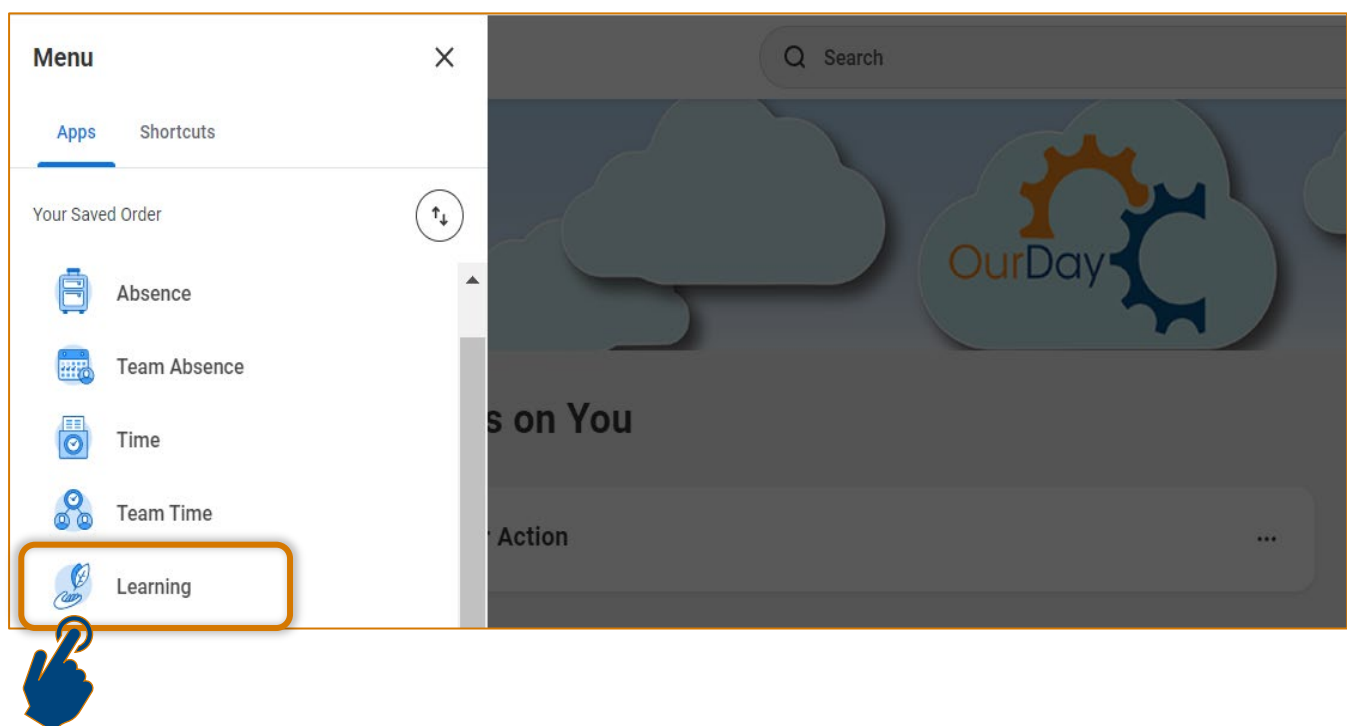 Menu
Search
Apps Shortcuts
Your Saved Order
OurDay
Absence
Team Absence
Time
s on You
Team Time
Action
Learning